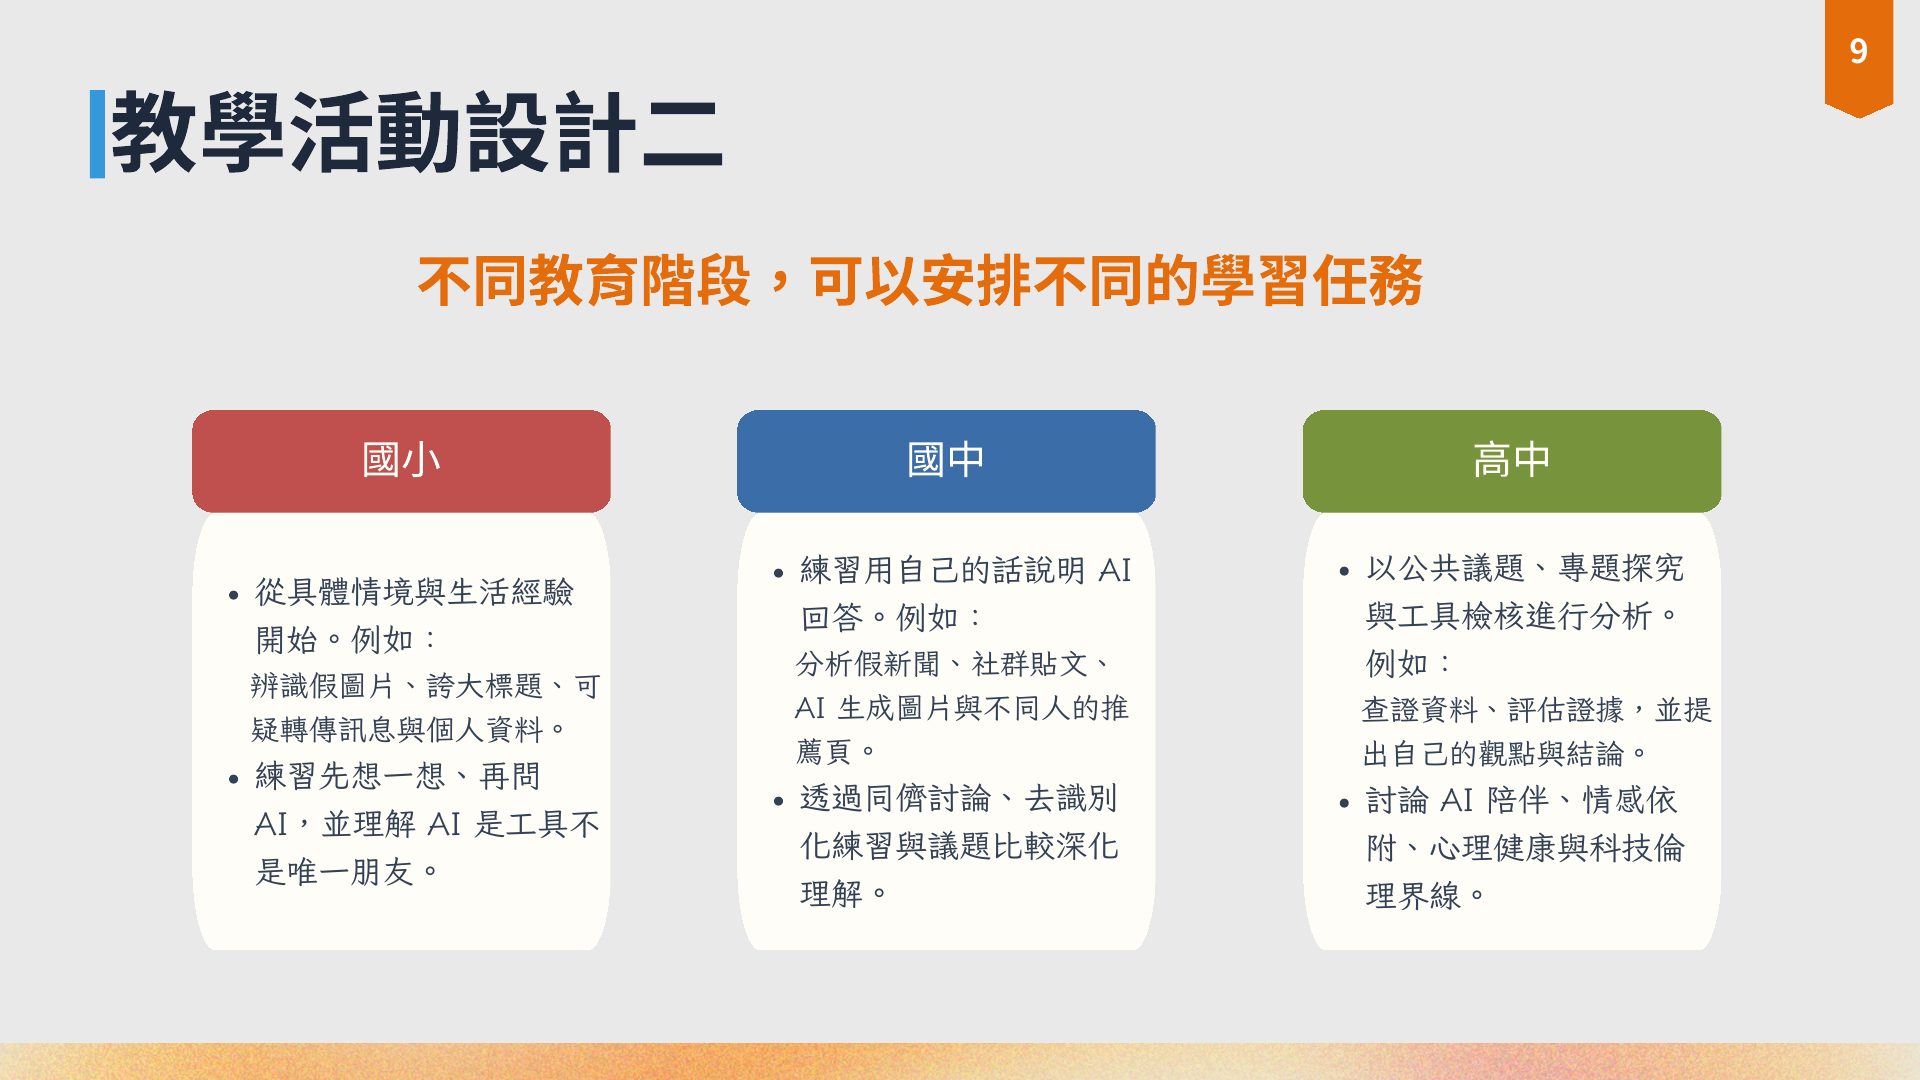 9
教學活動設計二
不同教育階段，可以安排不同的學習任務
國小
• 從具體情境與生活經驗
開始。例如：
辨識假圖片、誇大標題、可
疑轉傳訊息與個人資料。
• 練習先想一想、再問
AI，並理解 AI 是工具不
是唯一朋友。
國中
• 練習用自己的話說明 AI
回答。例如：
分析假新聞、社群貼文、
AI 生成圖片與不同人的推
薦頁。
• 透過同儕討論、去識別
化練習與議題比較深化
理解。
高中
• 以公共議題、專題探究
與工具檢核進行分析。
例如：
查證資料、評估證據，並提
出自己的觀點與結論。
• 討論 AI 陪伴、情感依
附、心理健康與科技倫
理界線。